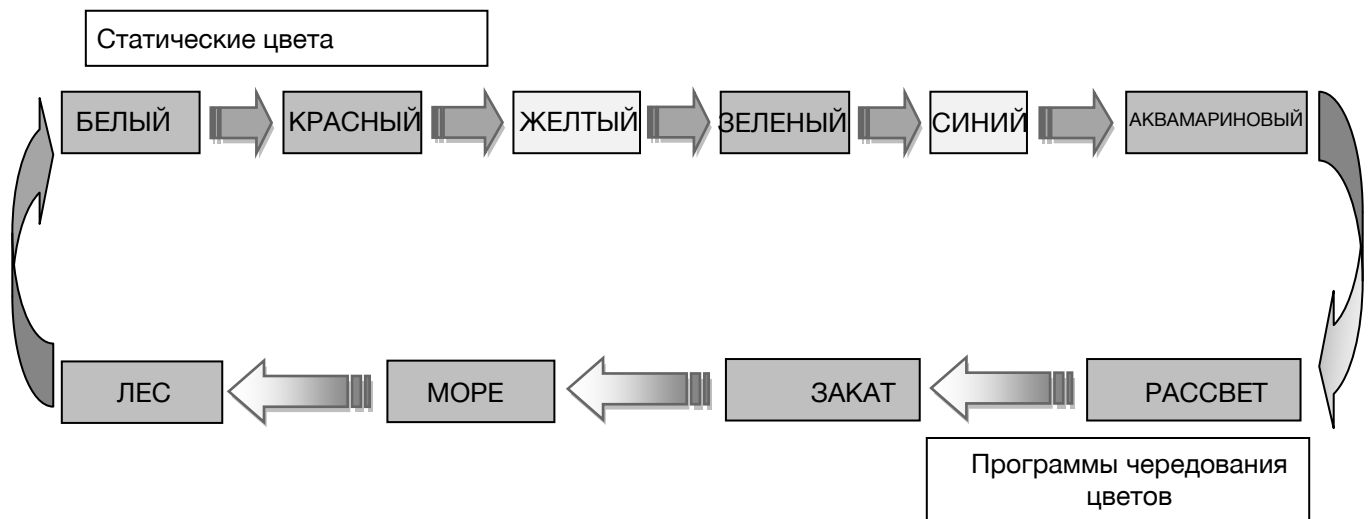 Статические цвета
БЕЛЫЙ КРАСНЫЙ ЖЕЛТЫЙ ЗЕЛЕНЫЙ СИНИЙ АКВАМАРИНОВЫЙ
ЛЕС МОРЕ ЗАКАТ РАССВЕТ
Программы чередования
цветов